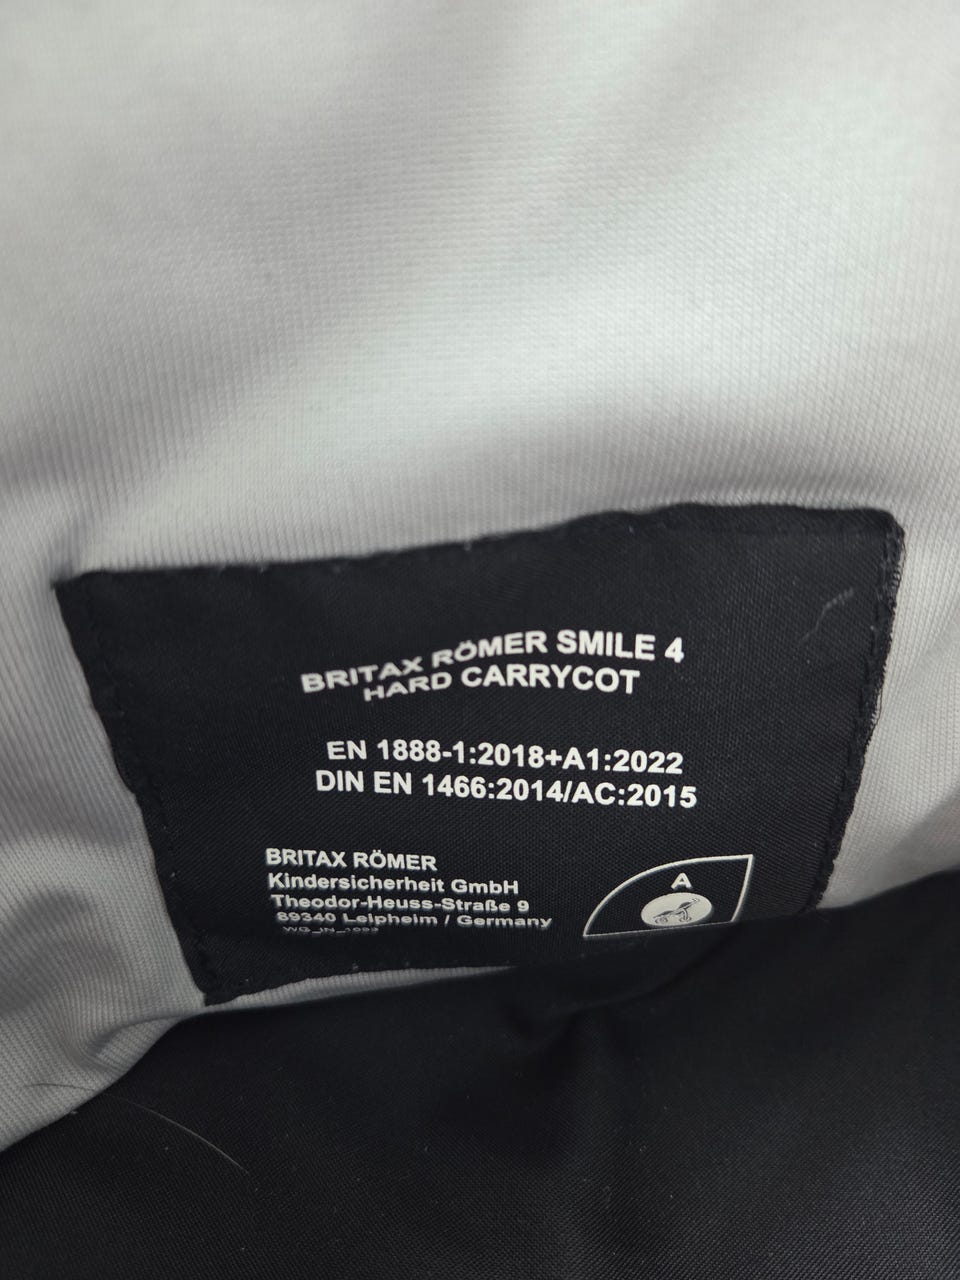 BRITAX RÖMER SMILE 4
HARD CARRYCOT
EN 1888-1:2018+A1:2022
DIN EN 1466:2014/AC:2015
BRITAX RÖMER
Kindersicherheit GmbH
Theodor-Heuss-Straße 9
89340 Leipheim / Germany
A